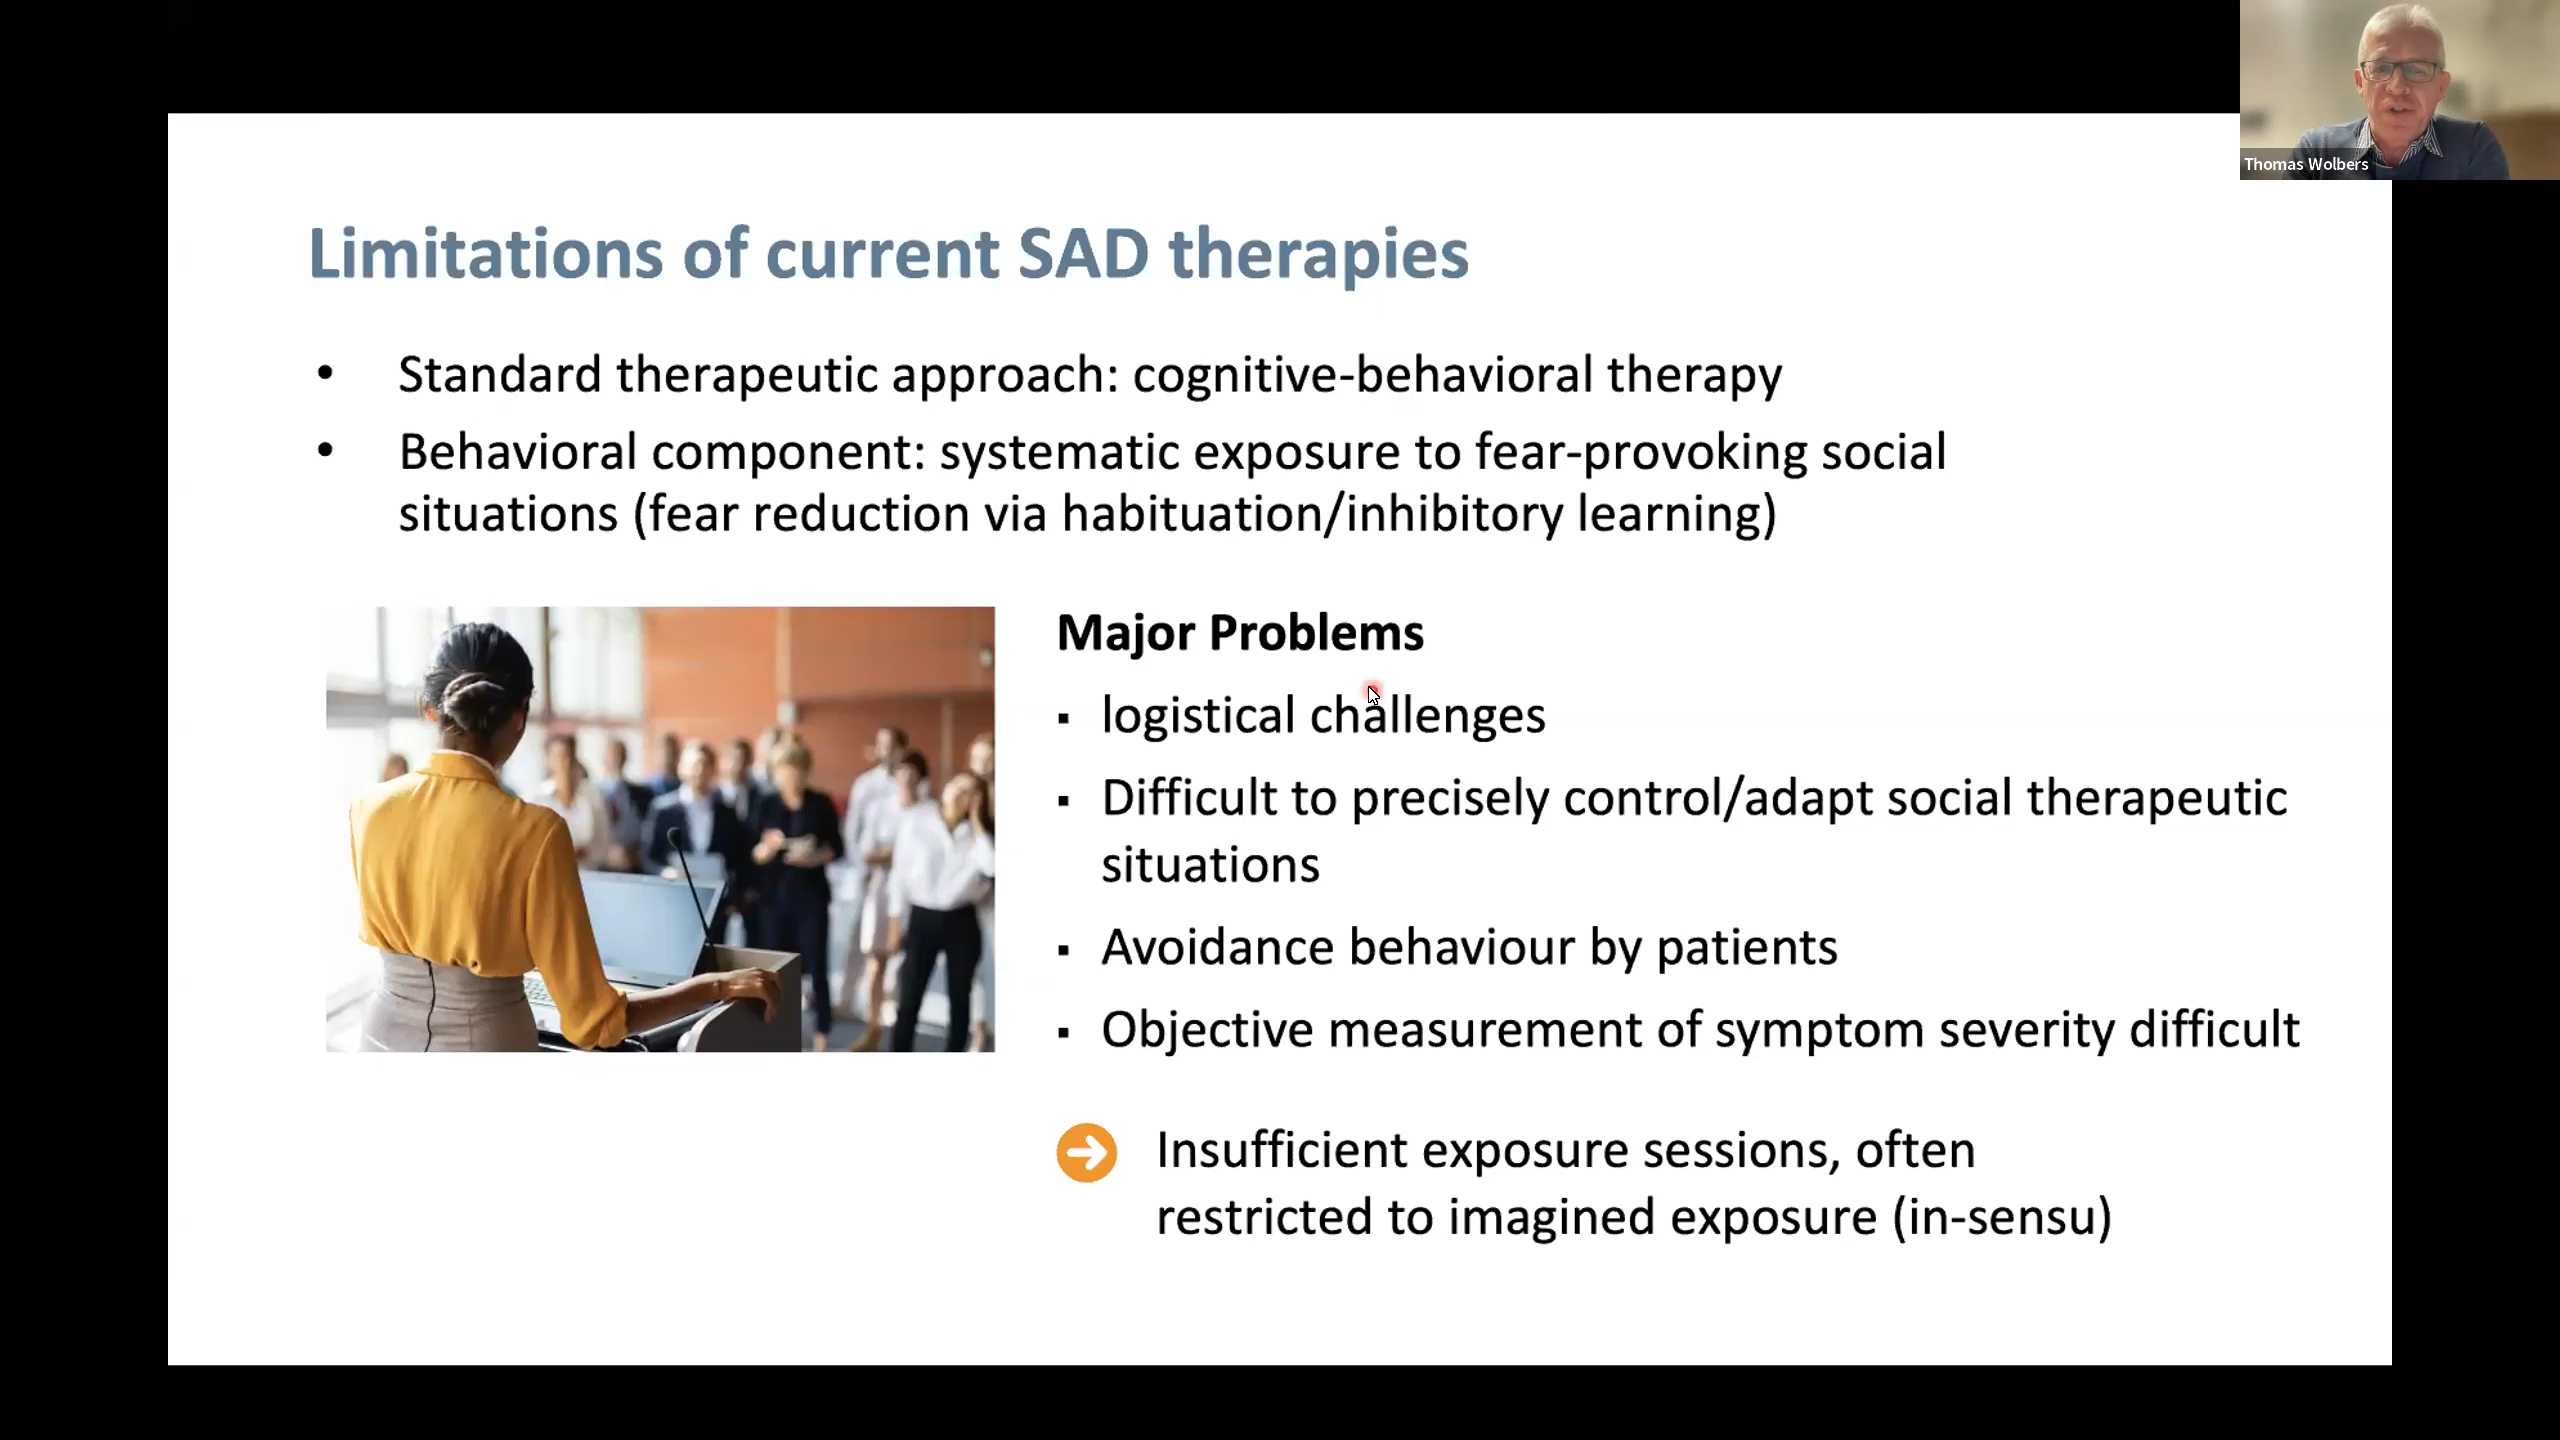 Thomas Wolbers
Limitations of current SAD therapies
• Standard therapeutic approach: cognitive-behavioral therapy
• Behavioral component: systematic exposure to fear-provoking social
situations (fear reduction via habituation/inhibitory learning)
Major Problems
▪ logistical challenges
▪ Difficult to precisely control/adapt social therapeutic
situations
▪ Avoidance behaviour by patients
▪ Objective measurement of symptom severity difficult
Insufficient exposure sessions, often
restricted to imagined exposure (in-sensu)